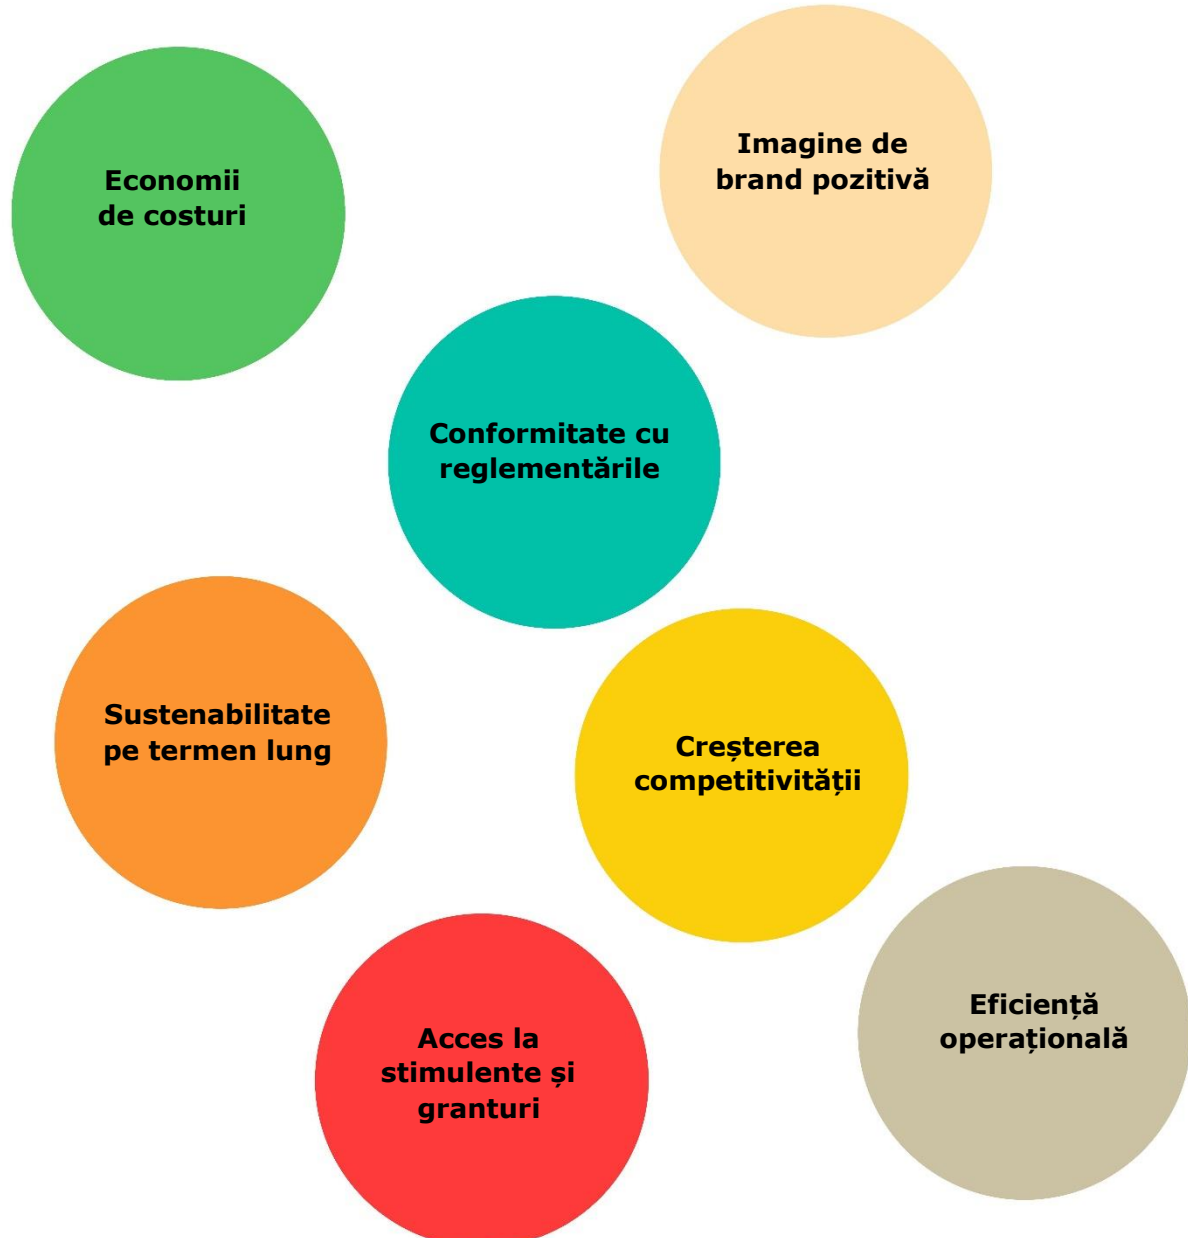 Economii
de costuri
Imagine de
brand pozitivă
Conformitate cu
reglementările
Sustenabilitate
pe termen lung
Creșterea
competitivității
Acces la
stimulente și
granturi
Eficiență
operațională